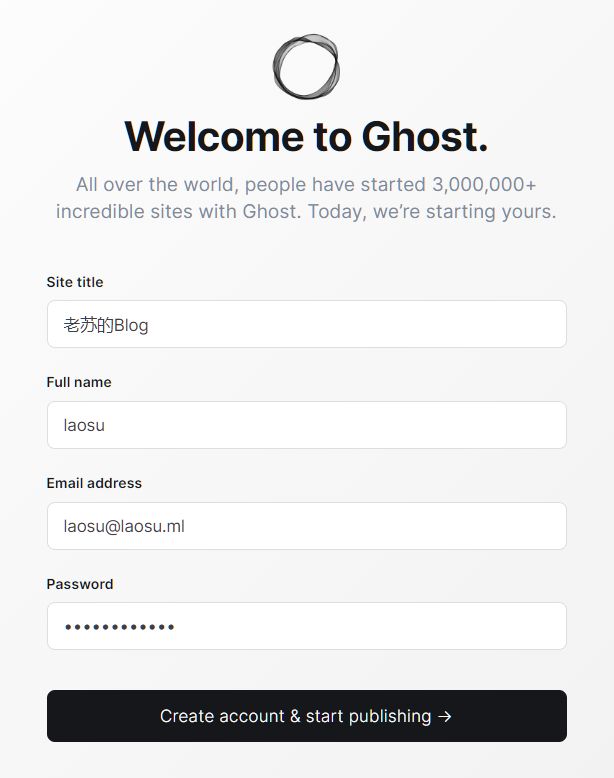 Welcome to Ghost.
All over the world, people have started 3,000,000+
incredible sites with Ghost. Today, we’re starting yours.
Site title
老苏的Blog
Full name
laosu
Email address
laosu@laosu.ml
Password
••••••••••••
Create account & start publishing →